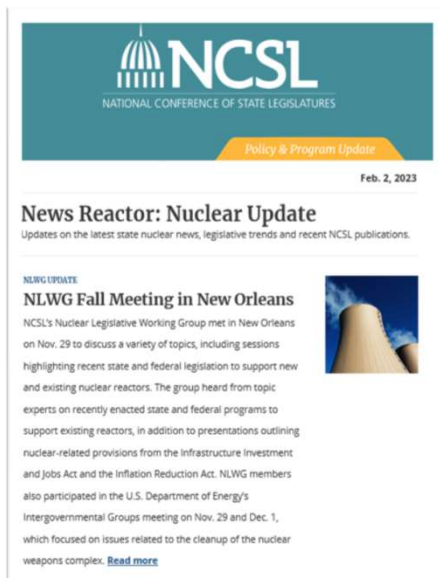 NCSL
NATIONAL CONFERENCE OF STATE LEGISLATURES
Policy & Program Update
Feb. 2, 2023
News Reactor: Nuclear Update
Updates on the latest state nuclear news, legislative trends and recent NCSL publications.
NLWG UPDATE
NLWG Fall Meeting in New Orleans
NCSL's Nuclear Legislative Working Group met in New Orleans
on Nov. 29 to discuss a variety of topics, including sessions
highlighting recent state and federal legislation to support new
and existing nuclear reactors. The group heard from topic
experts on recently enacted state and federal programs to
support existing reactors, in addition to presentations outlining
nuclear-related provisions from the Infrastructure Investment
and Jobs Act and the Inflation Reduction Act. NLWG members
also participated in the U.S. Department of Energy's
Intergovernmental Groups meeting on Nov. 29 and Dec. 1,
which focused on issues related to the cleanup of the nuclear
weapons complex. Read more